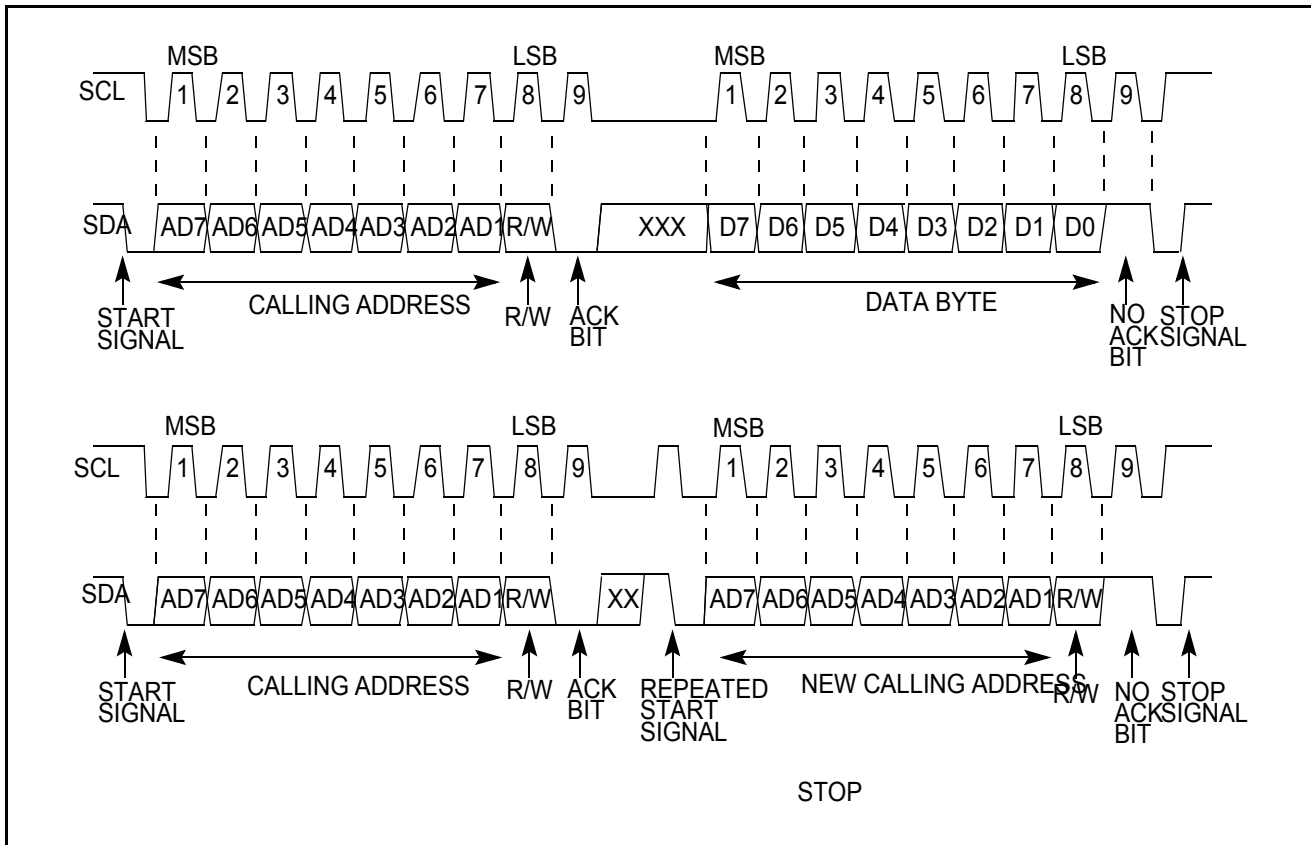 MSB LSB MSB LSB
SCL 1 2 3 4 5 6 7 8 9 1 2 3 4 5 6 7 8 9
SDA AD7 AD6 AD5 AD4 AD3 AD2 AD1 R/W XXX D7 D6 D5 D4 D3 D2 D1 D0
START SIGNAL
CALLING ADDRESS
R/W
ACK BIT
DATA BYTE
NO ACK BIT
STOP SIGNAL
MSB LSB MSB LSB
SCL 1 2 3 4 5 6 7 8 9 1 2 3 4 5 6 7 8 9
SDA AD7 AD6 AD5 AD4 AD3 AD2 AD1 R/W XX AD7 AD6 AD5 AD4 AD3 AD2 AD1 R/W
START SIGNAL
CALLING ADDRESS
R/W
ACK BIT
REPEATED START SIGNAL
NEW CALLING ADDRESS
R/W
NO ACK BIT
STOP SIGNAL
STOP